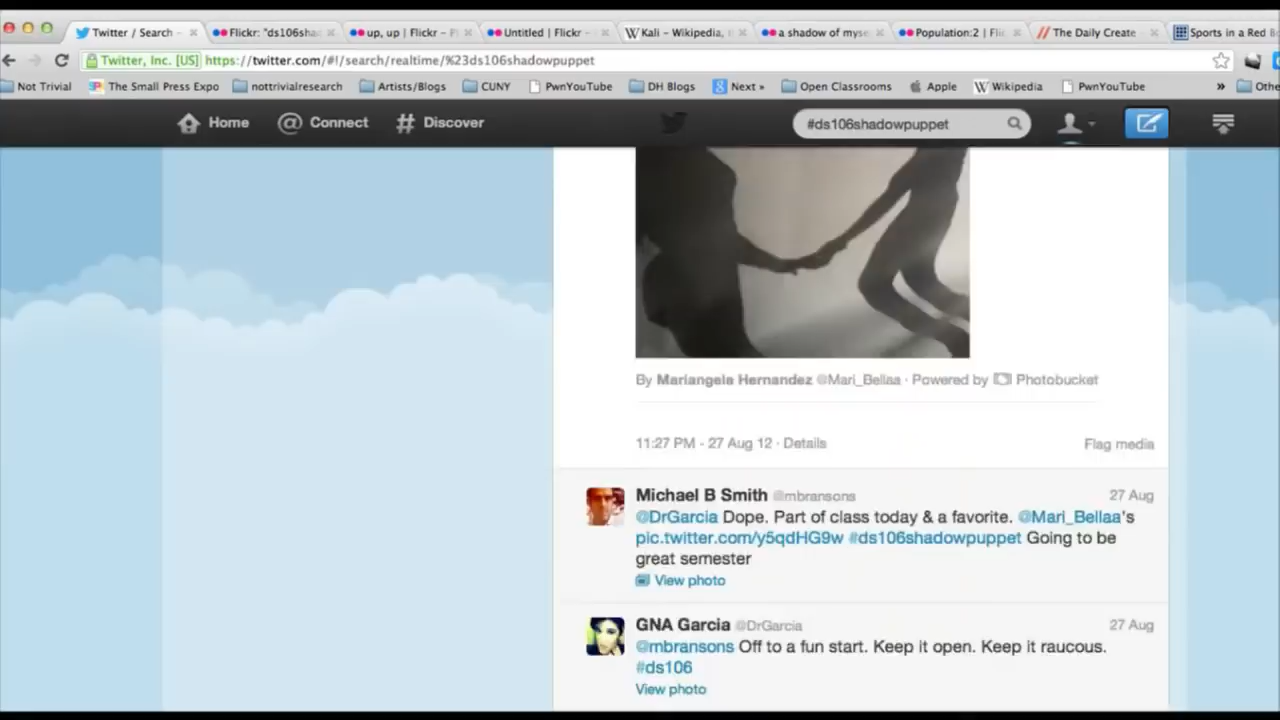 Twitter / Search -
Flickr: "ds106sha
up, up | Flickr - P
Untitled | Flickr -
Kali - Wikipedia,
a shadow of myse
Population:2 | Fli
The Daily Create
Sports in a Red B
Twitter, Inc. [US] https://twitter.com/#!/search/realtime/%23ds106shadowpuppet
Not Trivial
The Small Press Expo
nottrivialresearch
Artists/Blogs
CUNY
PwnYouTube
DH Blogs
Next »
Open Classrooms
Apple
Wikipedia
PwnYouTube
»
Othe
Home
Connect
Discover
#ds106shadowpuppet
By Mariangela Hernandez @Mari_Bellaa · Powered by Photobucket
11:27 PM - 27 Aug 12 · Details
Flag media
Michael B Smith @mbransons
27 Aug
@DrGarcia Dope. Part of class today & a favorite. @Mari_Bellaa's
pic.twitter.com/y5qdHG9w #ds106shadowpuppet Going to be
great semester
View photo
GNA Garcia @DrGarcia
27 Aug
@mbransons Off to a fun start. Keep it open. Keep it raucous.
#ds106
View photo